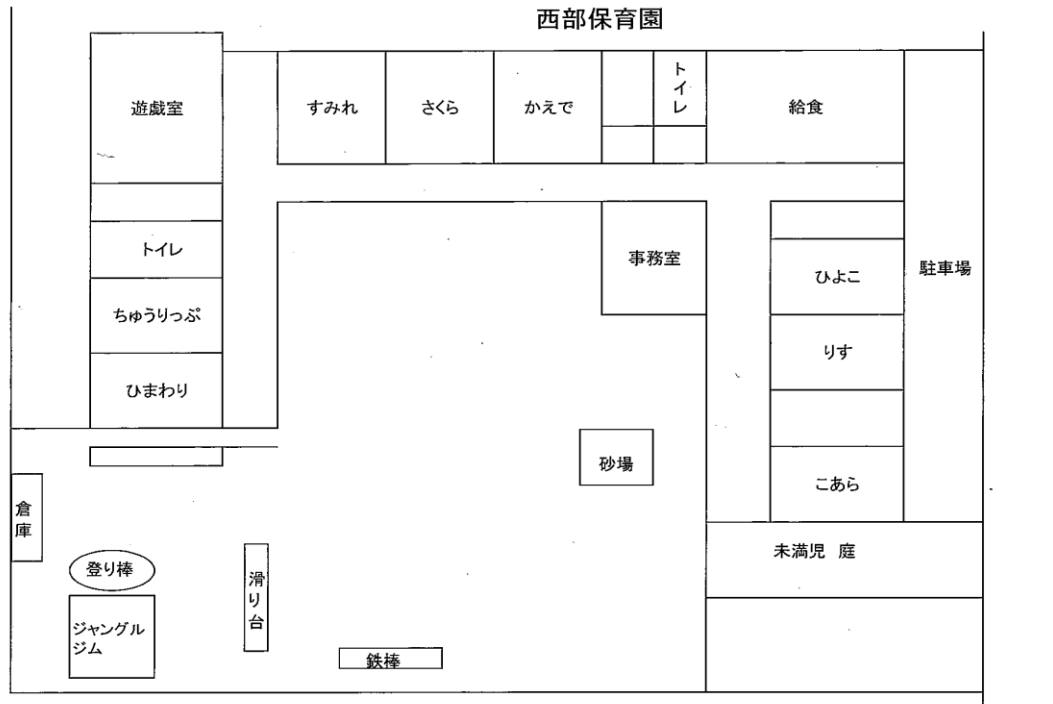 西部保育園
遊戯室
すみれ
さくら
かえで
トイレ
給食
トイレ
ちゅうりっぷ
ひまわり
事務室
ひよこ
りす
こあら
駐車場
砂場
倉庫
登り棒
ジャングル
ジム
滑り台
鉄棒
未満児 庭